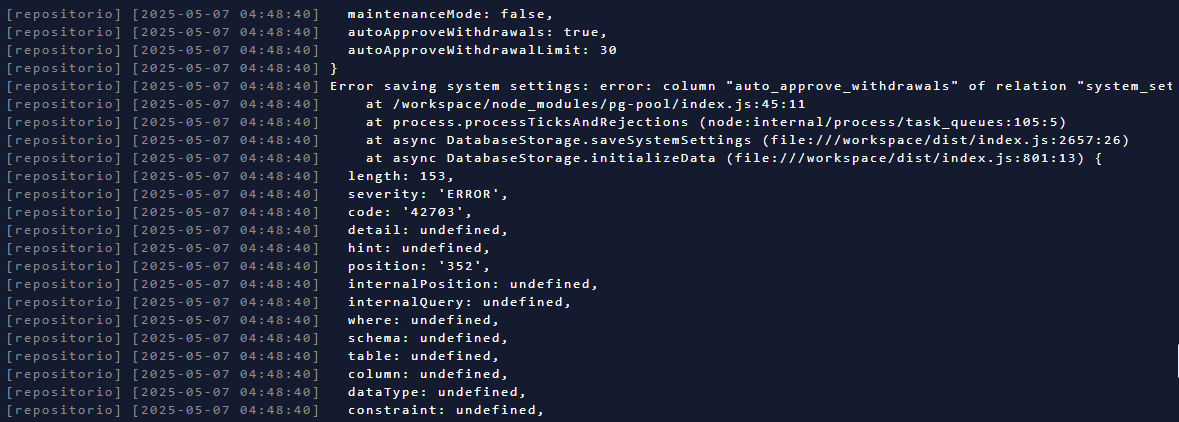 [repositorio] [2025-05-07 04:48:40]   maintenanceMode: false,
[repositorio] [2025-05-07 04:48:40]   autoApproveWithdrawals: true,
[repositorio] [2025-05-07 04:48:40]   autoApproveWithdrawalLimit: 30
[repositorio] [2025-05-07 04:48:40] }
[repositorio] [2025-05-07 04:48:40] Error saving system settings: error: column "auto_approve_withdrawals" of relation "system_set
[repositorio] [2025-05-07 04:48:40]     at /workspace/node_modules/pg-pool/index.js:45:11
[repositorio] [2025-05-07 04:48:40]     at process.processTicksAndRejections (node:internal/process/task_queues:105:5)
[repositorio] [2025-05-07 04:48:40]     at async DatabaseStorage.saveSystemSettings (file:///workspace/dist/index.js:2657:26)
[repositorio] [2025-05-07 04:48:40]     at async DatabaseStorage.initializeData (file:///workspace/dist/index.js:801:13) {
[repositorio] [2025-05-07 04:48:40]   length: 153,
[repositorio] [2025-05-07 04:48:40]   severity: 'ERROR',
[repositorio] [2025-05-07 04:48:40]   code: '42703',
[repositorio] [2025-05-07 04:48:40]   detail: undefined,
[repositorio] [2025-05-07 04:48:40]   hint: undefined,
[repositorio] [2025-05-07 04:48:40]   position: '352',
[repositorio] [2025-05-07 04:48:40]   internalPosition: undefined,
[repositorio] [2025-05-07 04:48:40]   internalQuery: undefined,
[repositorio] [2025-05-07 04:48:40]   where: undefined,
[repositorio] [2025-05-07 04:48:40]   schema: undefined,
[repositorio] [2025-05-07 04:48:40]   table: undefined,
[repositorio] [2025-05-07 04:48:40]   column: undefined,
[repositorio] [2025-05-07 04:48:40]   dataType: undefined,
[repositorio] [2025-05-07 04:48:40]   constraint: undefined,